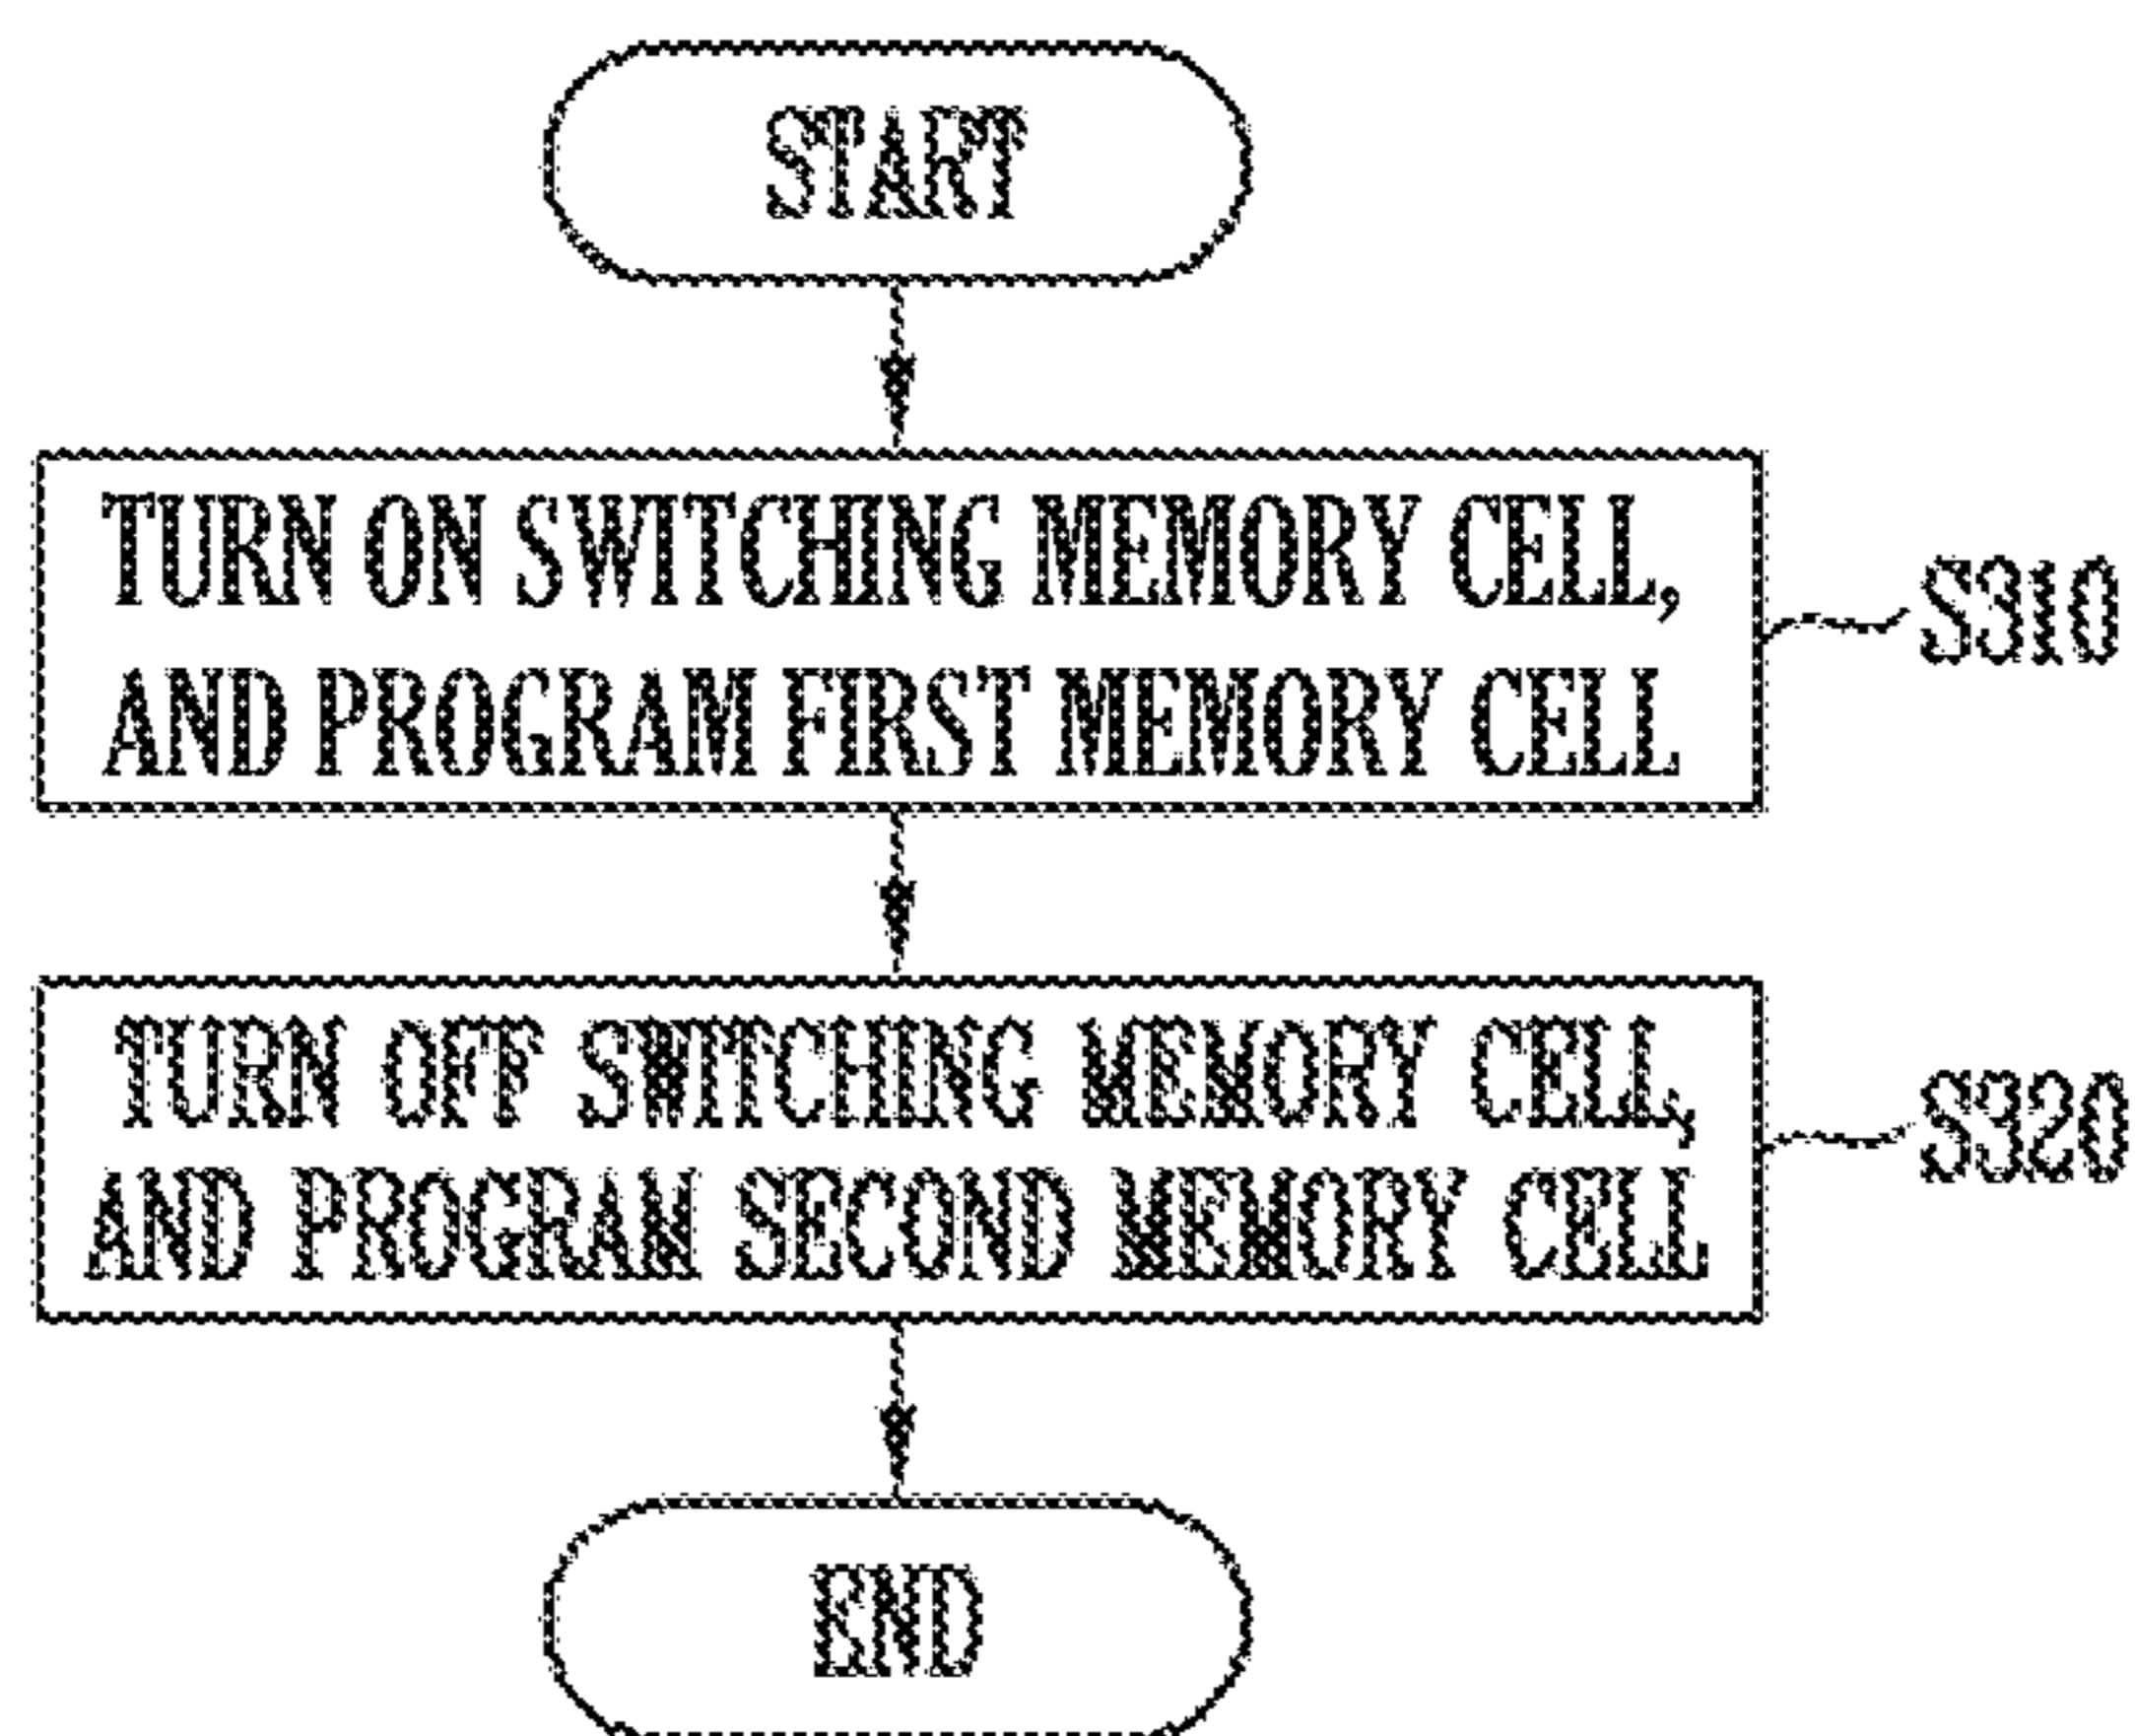 START
TURN ON SWITCHING MEMORY CELL,
AND PROGRAM FIRST MEMORY CELL
S310
TURN OFF SWITCHING MEMORY CELL,
AND PROGRAM SECOND MEMORY CELL
S320
END